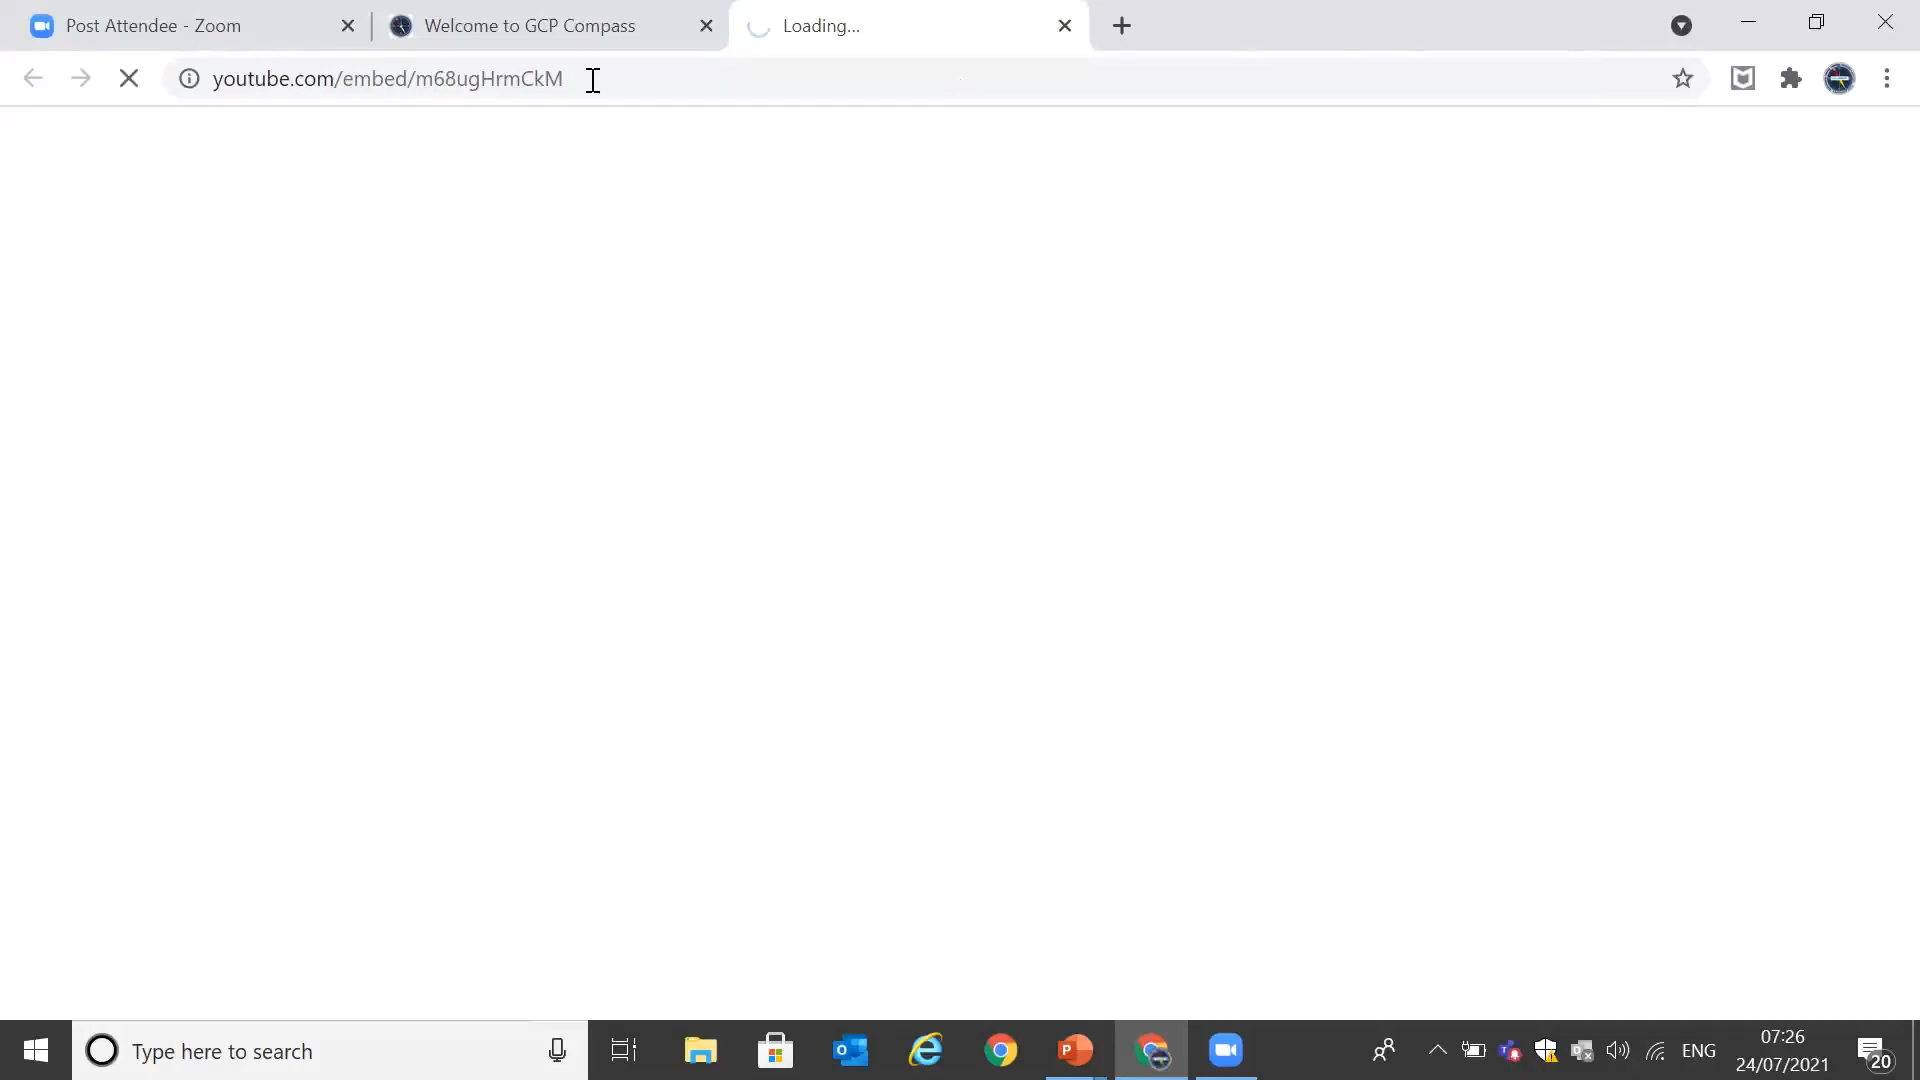 Post Attendee - Zoom
Welcome to GCP Compass
Loading...
youtube.com/embed/m68ugHrmCkM
Type here to search
ENG
07:26
24/07/2021
20